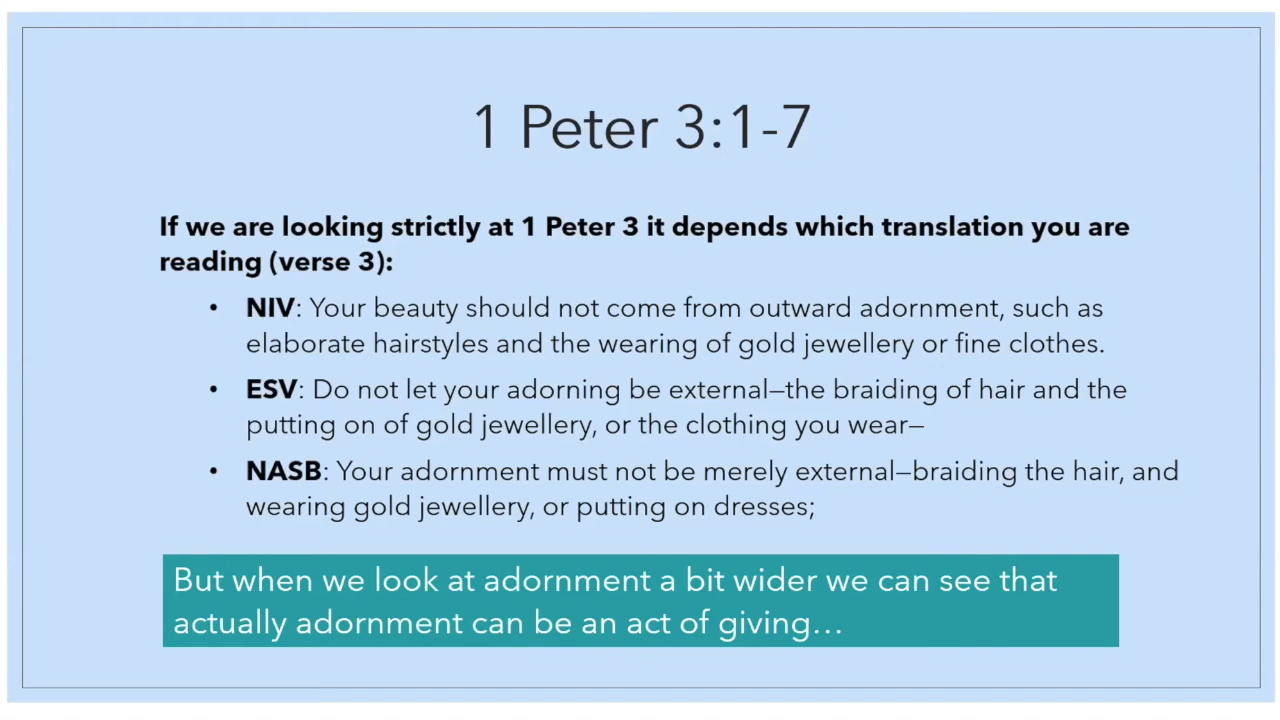 1 Peter 3:1-7
If we are looking strictly at 1 Peter 3 it depends which translation you are
reading (verse 3):
• NIV: Your beauty should not come from outward adornment, such as
elaborate hairstyles and the wearing of gold jewellery or fine clothes.
• ESV: Do not let your adorning be external—the braiding of hair and the
putting on of gold jewellery, or the clothing you wear—
• NASB: Your adornment must not be merely external—braiding the hair, and
wearing gold jewellery, or putting on dresses;
But when we look at adornment a bit wider we can see that
actually adornment can be an act of giving…